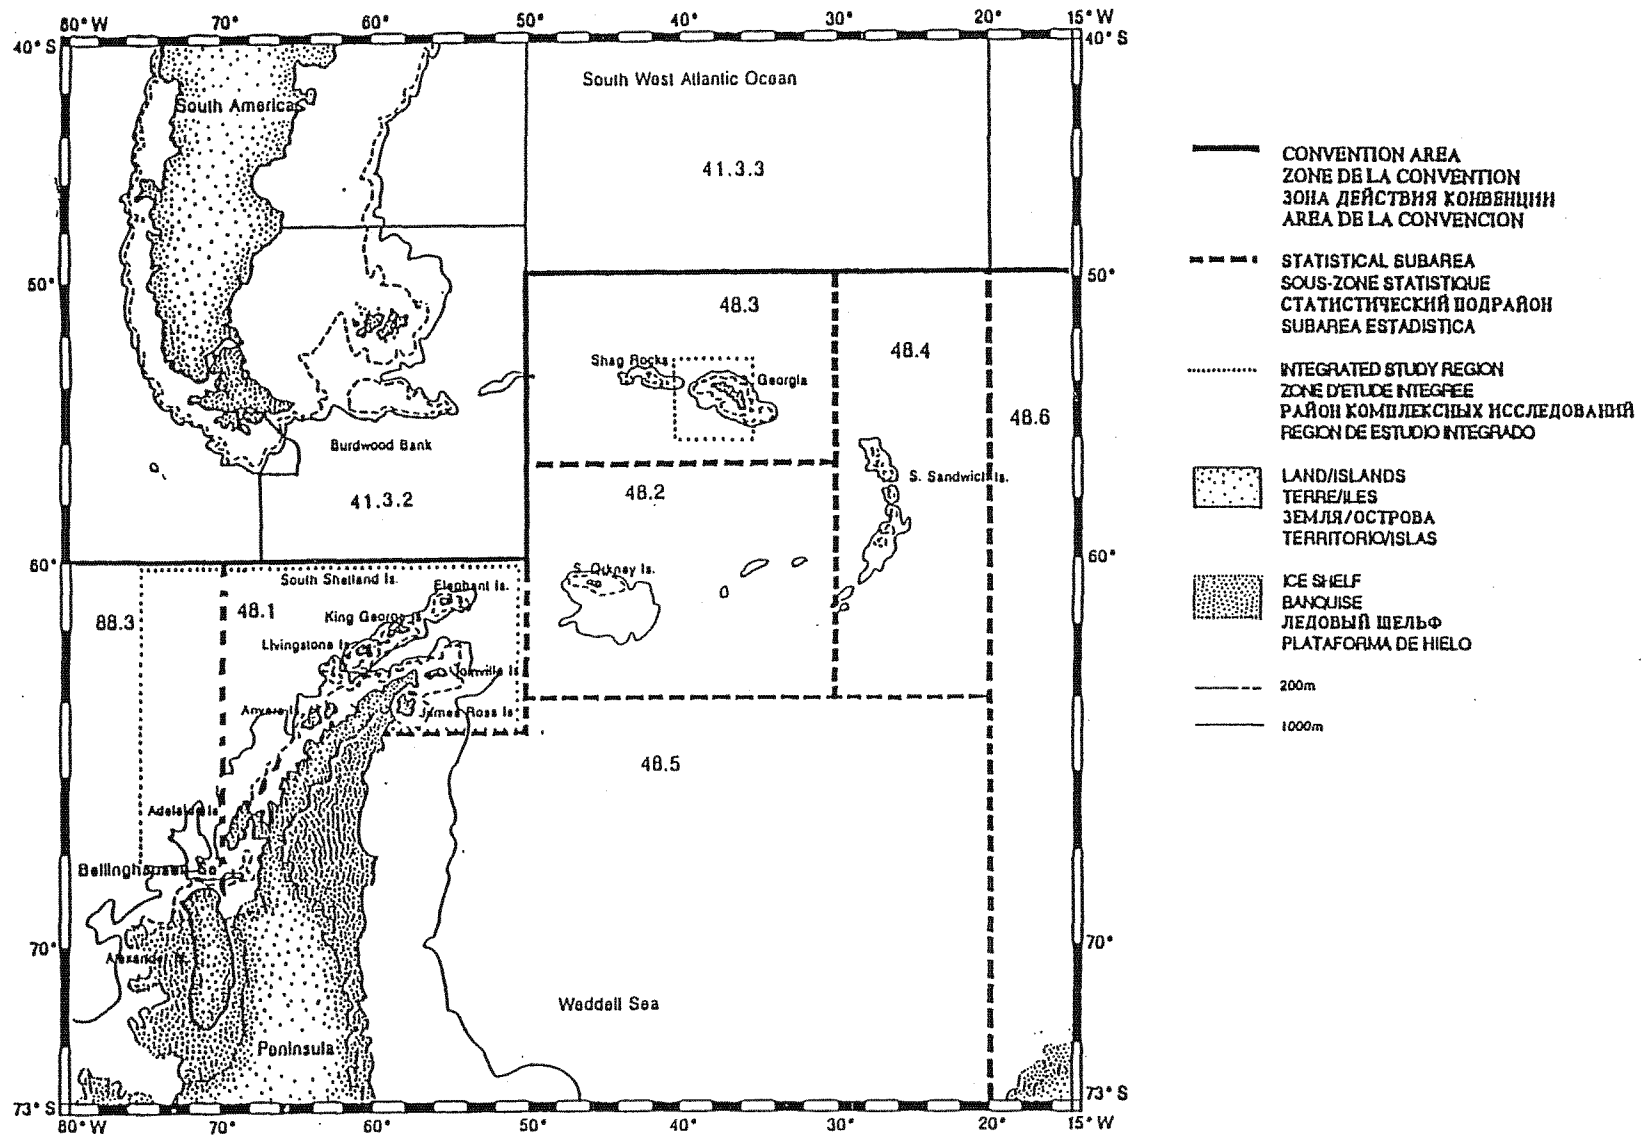 80° W 70° 60° 50° 40° 30° 20° 15° W
40° S
40° S
South West Atlantic Ocean
South America
41.3.3
50°
50°
48.3
48.4
Shag Rocks
Georgia
48.6
Burdwood Bank
S. Sandwich Is.
41.3.2
48.2
60°
60°
South Shetland Is.
S. Orkney Is.
Elephant Is.
48.1
88.3
King George Is.
Livingstone Is.
Joinville Is.
James Ross Is.
48.5
Adelaide Is.
70°
70°
Weddell Sea
Peninsula
73° S
73° S
80° W 70° 60° 50° 40° 30° 20° 15° W
CONVENTION AREA
ZONE DE LA CONVENTION
ЗОНА ДЕЙСТВИЯ КОНВЕНЦИИ
AREA DE LA CONVENCION
STATISTICAL SUBAREA
SOUS-ZONE STATISTIQUE
СТАТИСТИЧЕСКИЙ ПОДРАЙОН
SUBAREA ESTADISTICA
INTEGRATED STUDY REGION
ZONE D'ETUDE INTEGREE
РАЙОН КОМПЛЕКСНЫХ ИССЛЕДОВАНИЙ
REGION DE ESTUDIO INTEGRADO
LAND/ISLANDS
TERRE/ILES
ЗЕМЛЯ/ОСТРОВА
TERRITORIO/ISLAS
ICE SHELF
BANQUISE
ЛЕДОВЫЙ ШЕЛЬФ
PLATAFORMA DE HIELO
200m
1000m